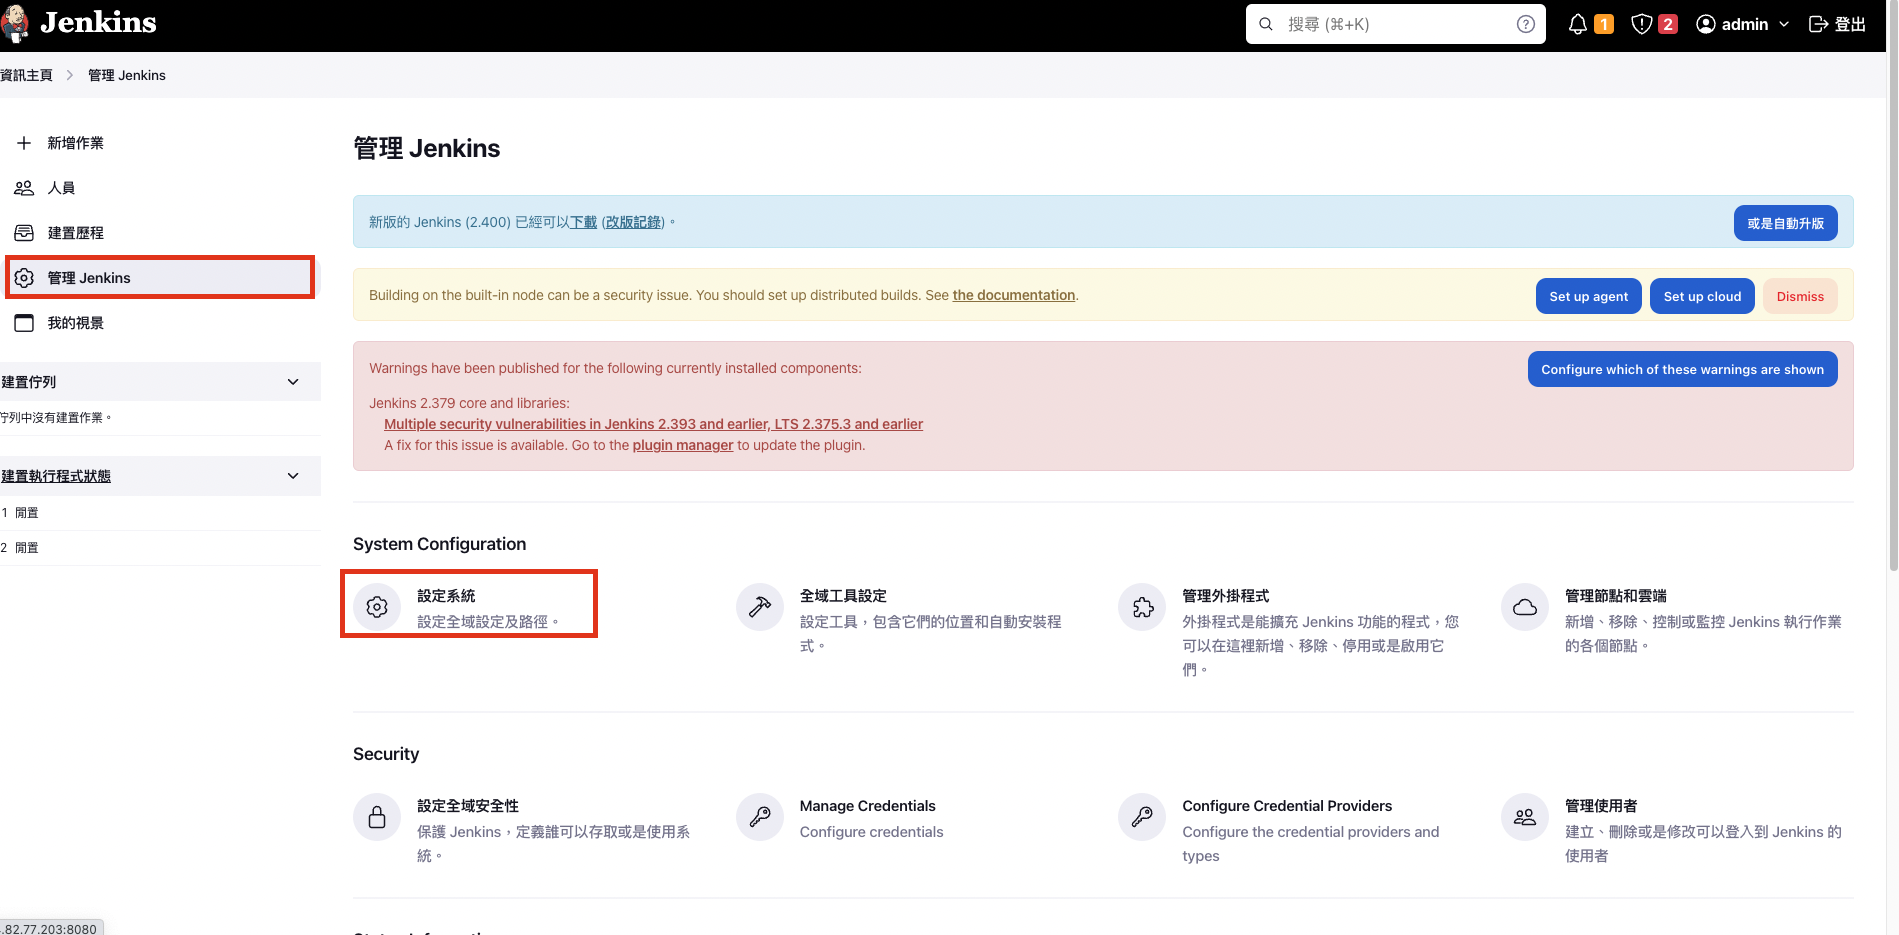 Jenkins
搜尋 (⌘+K)
1
2
admin
登出
資訊主頁
管理 Jenkins
新增作業
人員
建置歷程
管理 Jenkins
我的視景
建置佇列
佇列中沒有建置作業。
建置執行程式狀態
1 閒置
2 閒置
管理 Jenkins
新版的 Jenkins (2.400) 已經可以下載 (改版記錄)。
或是自動升版
Building on the built-in node can be a security issue. You should set up distributed builds. See the documentation.
Set up agent
Set up cloud
Dismiss
Warnings have been published for the following currently installed components:
Configure which of these warnings are shown
Jenkins 2.379 core and libraries:
Multiple security vulnerabilities in Jenkins 2.393 and earlier, LTS 2.375.3 and earlier
A fix for this issue is available. Go to the plugin manager to update the plugin.
System Configuration
設定系統
設定全域設定及路徑。
全域工具設定
設定工具，包含它們的位置和自動安裝程
式。
管理外掛程式
外掛程式是能擴充 Jenkins 功能的程式，您
可以在這裡新增、移除、停用或是啟用它
們。
管理節點和雲端
新增、移除、控制或監控 Jenkins 執行作業
的各個節點。
Security
設定全域安全性
保護 Jenkins，定義誰可以存取或是使用系
統。
Manage Credentials
Configure credentials
Configure Credential Providers
Configure the credential providers and
types
管理使用者
建立、刪除或是修改可以登入到 Jenkins 的
使用者
.82.77.203:8080